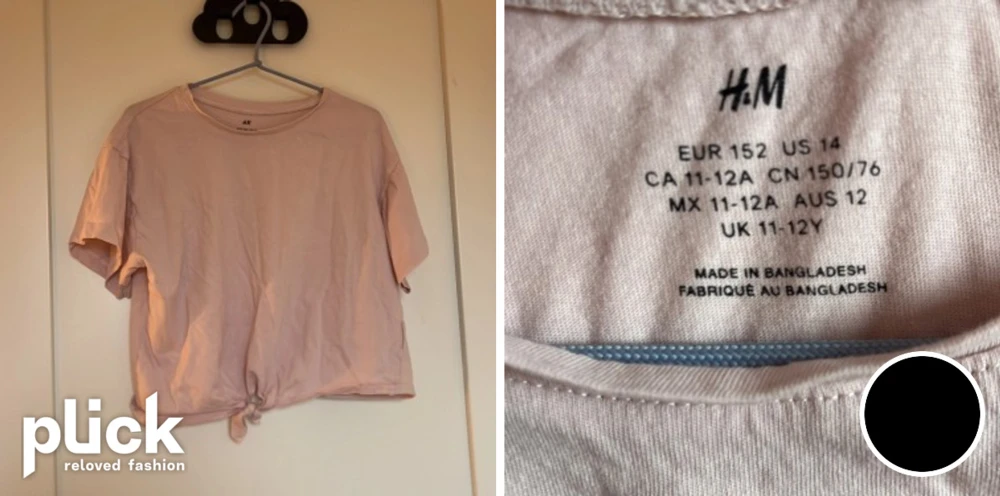 plick
reloved fashion
H&M
EUR 152 US 14
CA 11-12A CN 150/76
MX 11-12A AUS 12
UK 11-12Y
MADE IN BANGLADESH
FABRIQUÉ AU BANGLADESH